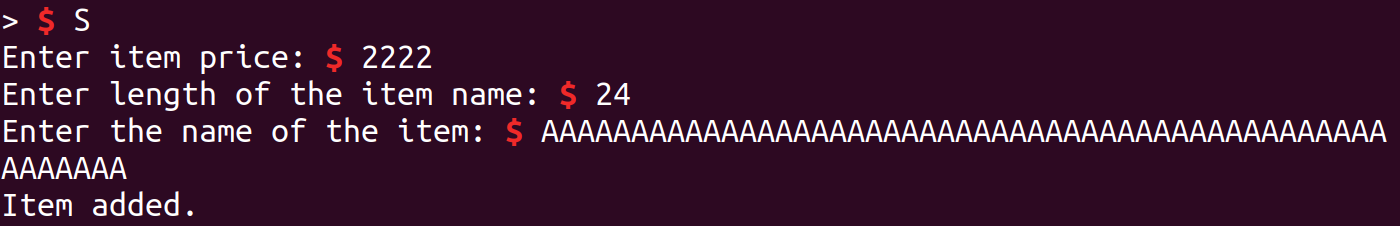 > $ S
Enter item price: $ 2222
Enter length of the item name: $ 24
Enter the name of the item: $ AAAAAAAAAAAAAAAAAAAAAAAAAAAAAAAAAAAAAAAAAAAAAAA
AAAAAAA
Item added.